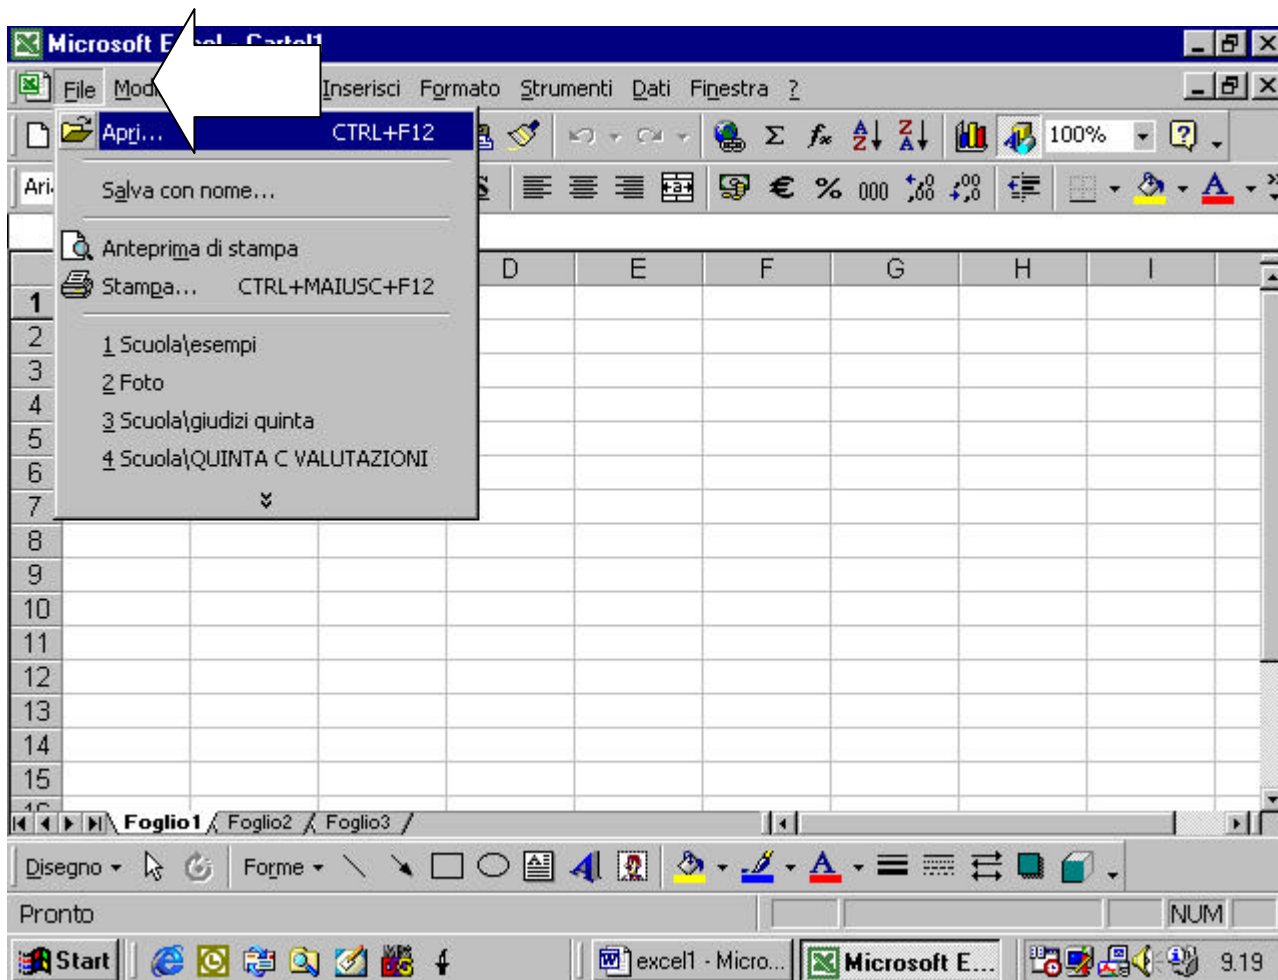 Microsoft Excel - Cartel1
File Mod Inserisci Formato Strumenti Dati Finestra ?
Apri... CTRL+F12
100%
Ari
Salva con nome...
% 000
Anteprima di stampa
Stampa... CTRL+MAIUSC+F12
D E F G H I
1 Scuola\esempi
2 Foto
3 Scuola\giudizi quinta
4 Scuola\QUINTA C VALUTAZIONI
1
2
3
4
5
6
7
8
9
10
11
12
13
14
15
Foglio1 Foglio2 Foglio3
Disegno Forme
Pronto NUM
Start excel1 - Micro... Microsoft E... 9.19